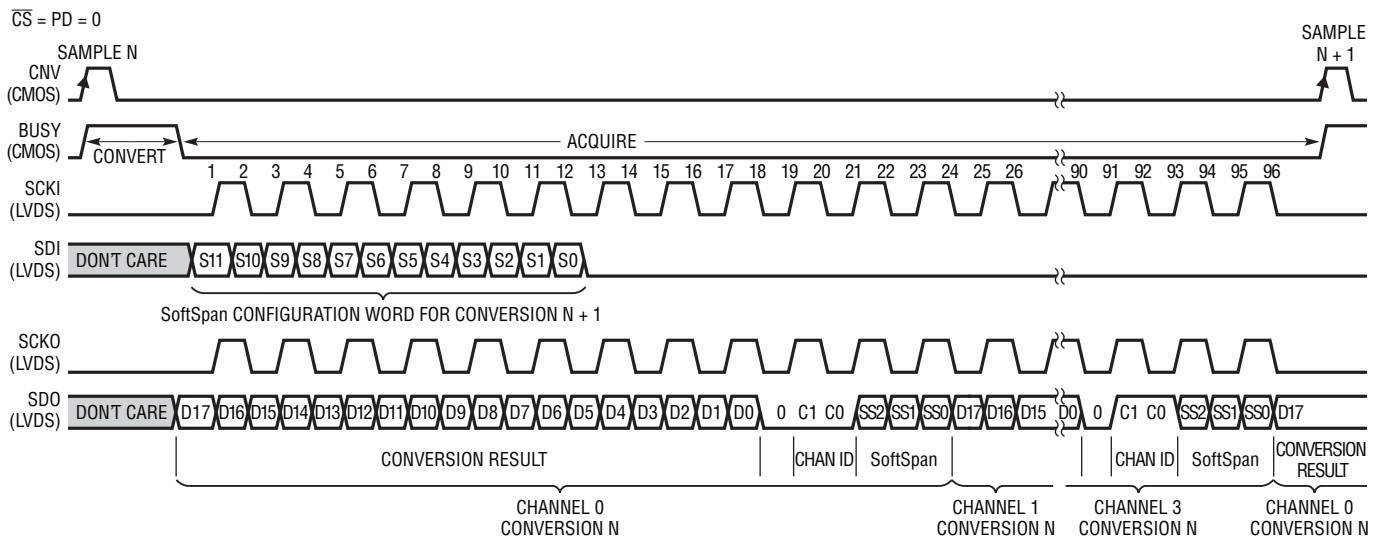 CS = PD = 0
SAMPLE N
SAMPLE
N + 1
CNV
(CMOS)
BUSY
(CMOS)
CONVERT
ACQUIRE
1 2 3 4 5 6 7 8 9 10 11 12 13 14 15 16 17 18 19 20 21 22 23 24 25 26 90 91 92 93 94 95 96
SCKI
(LVDS)
SDI
(LVDS)
DON'T CARE S11 S10 S9 S8 S7 S6 S5 S4 S3 S2 S1 S0
SoftSpan CONFIGURATION WORD FOR CONVERSION N + 1
SCKO
(LVDS)
SDO
(LVDS)
DON'T CARE D17 D16 D15 D14 D13 D12 D11 D10 D9 D8 D7 D6 D5 D4 D3 D2 D1 D0 0 C1 C0 SS2 SS1 SS0 D17 D16 D15 D0 0 C1 C0 SS2 SS1 SS0 D17
CONVERSION RESULT CHAN ID SoftSpan CHAN ID SoftSpan CONVERSION
RESULT
CHANNEL 0
CONVERSION N
CHANNEL 1
CONVERSION N
CHANNEL 3
CONVERSION N
CHANNEL 0
CONVERSION N